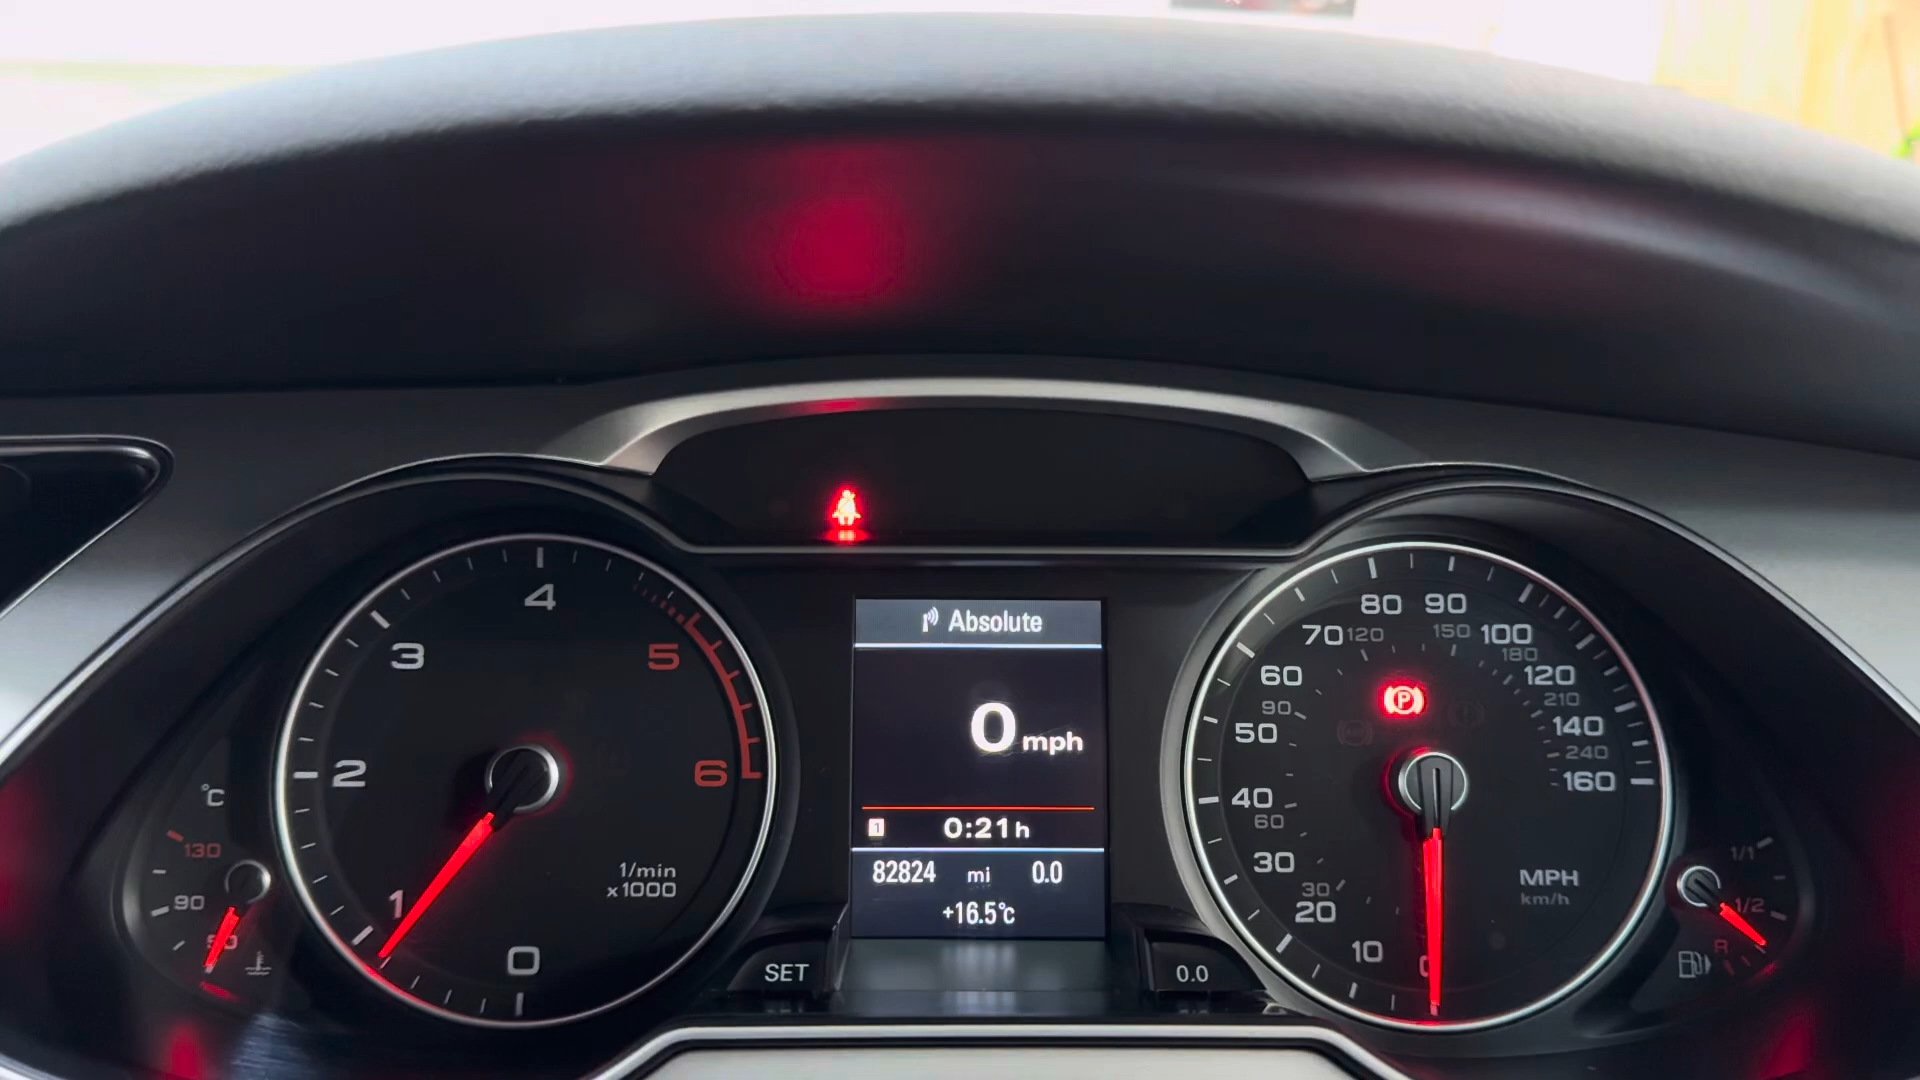 Absolute
0 mph
1 0:21 h
82824 mi 0.0
+16.5°C
SET
0.0
0
1
2
3
4
5
6
1/min
x1000
°C
130
90
50
0
10
20
30
40
50
60
70
80
90
100
120
140
160
30
60
90
120
150
180
210
240
MPH
km/h
P
1/1
1/2
R